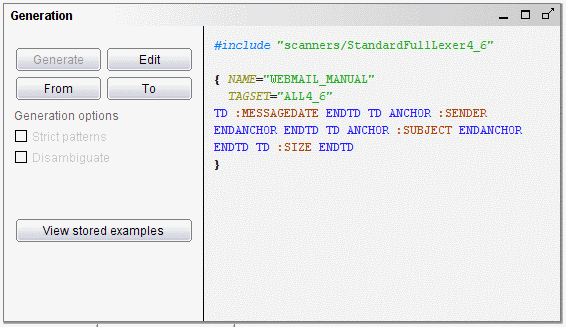 Generation
Generate Edit
From To
Generation options
Strict patterns
Disambiguate
View stored examples
#include "scanners/StandardFullLexer4_6"
{ NAME="WEBMAIL_MANUAL"
TAGSET="ALL4_6"
TD :MESSAGEDATE ENDTD TD ANCHOR :SENDER
ENDANCHOR ENDTD TD ANCHOR :SUBJECT ENDANCHOR
ENDTD TD :SIZE ENDTD
}